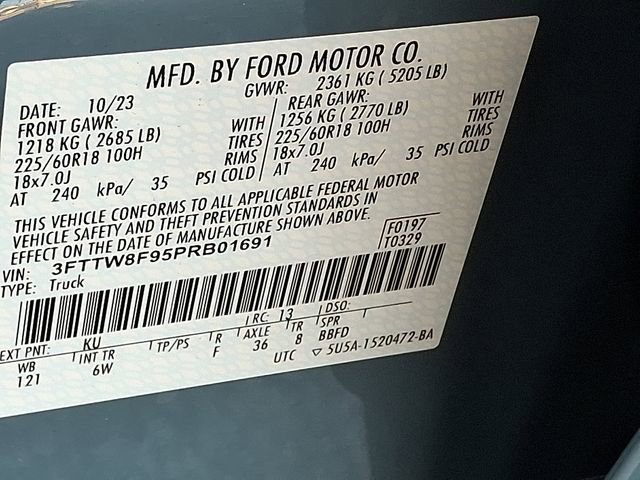 MFD. BY FORD MOTOR CO.
DATE: 10/23 GVWR: 2361 KG ( 5205 LB)
FRONT GAWR: REAR GAWR:
1218 KG ( 2685 LB) WITH 1256 KG ( 2770 LB) WITH
225/60R18 100H TIRES 225/60R18 100H TIRES
18x7.0J RIMS 18x7.0J RIMS
AT 240 kPa/ 35 PSI COLD AT 240 kPa/ 35 PSI COLD
THIS VEHICLE CONFORMS TO ALL APPLICABLE FEDERAL MOTOR
VEHICLE SAFETY AND THEFT PREVENTION STANDARDS IN
EFFECT ON THE DATE OF MANUFACTURE SHOWN ABOVE.
VIN: 3FTTW8F95PRB01691 F0197
TYPE: Truck T0329
EXT PNT: KU RC: 13 DSO:
WB INT TR TP/PS R AXLE TR SPR
121 6W F 36 8 BBFD
UTC ▽ 5U5A-1520472-BA